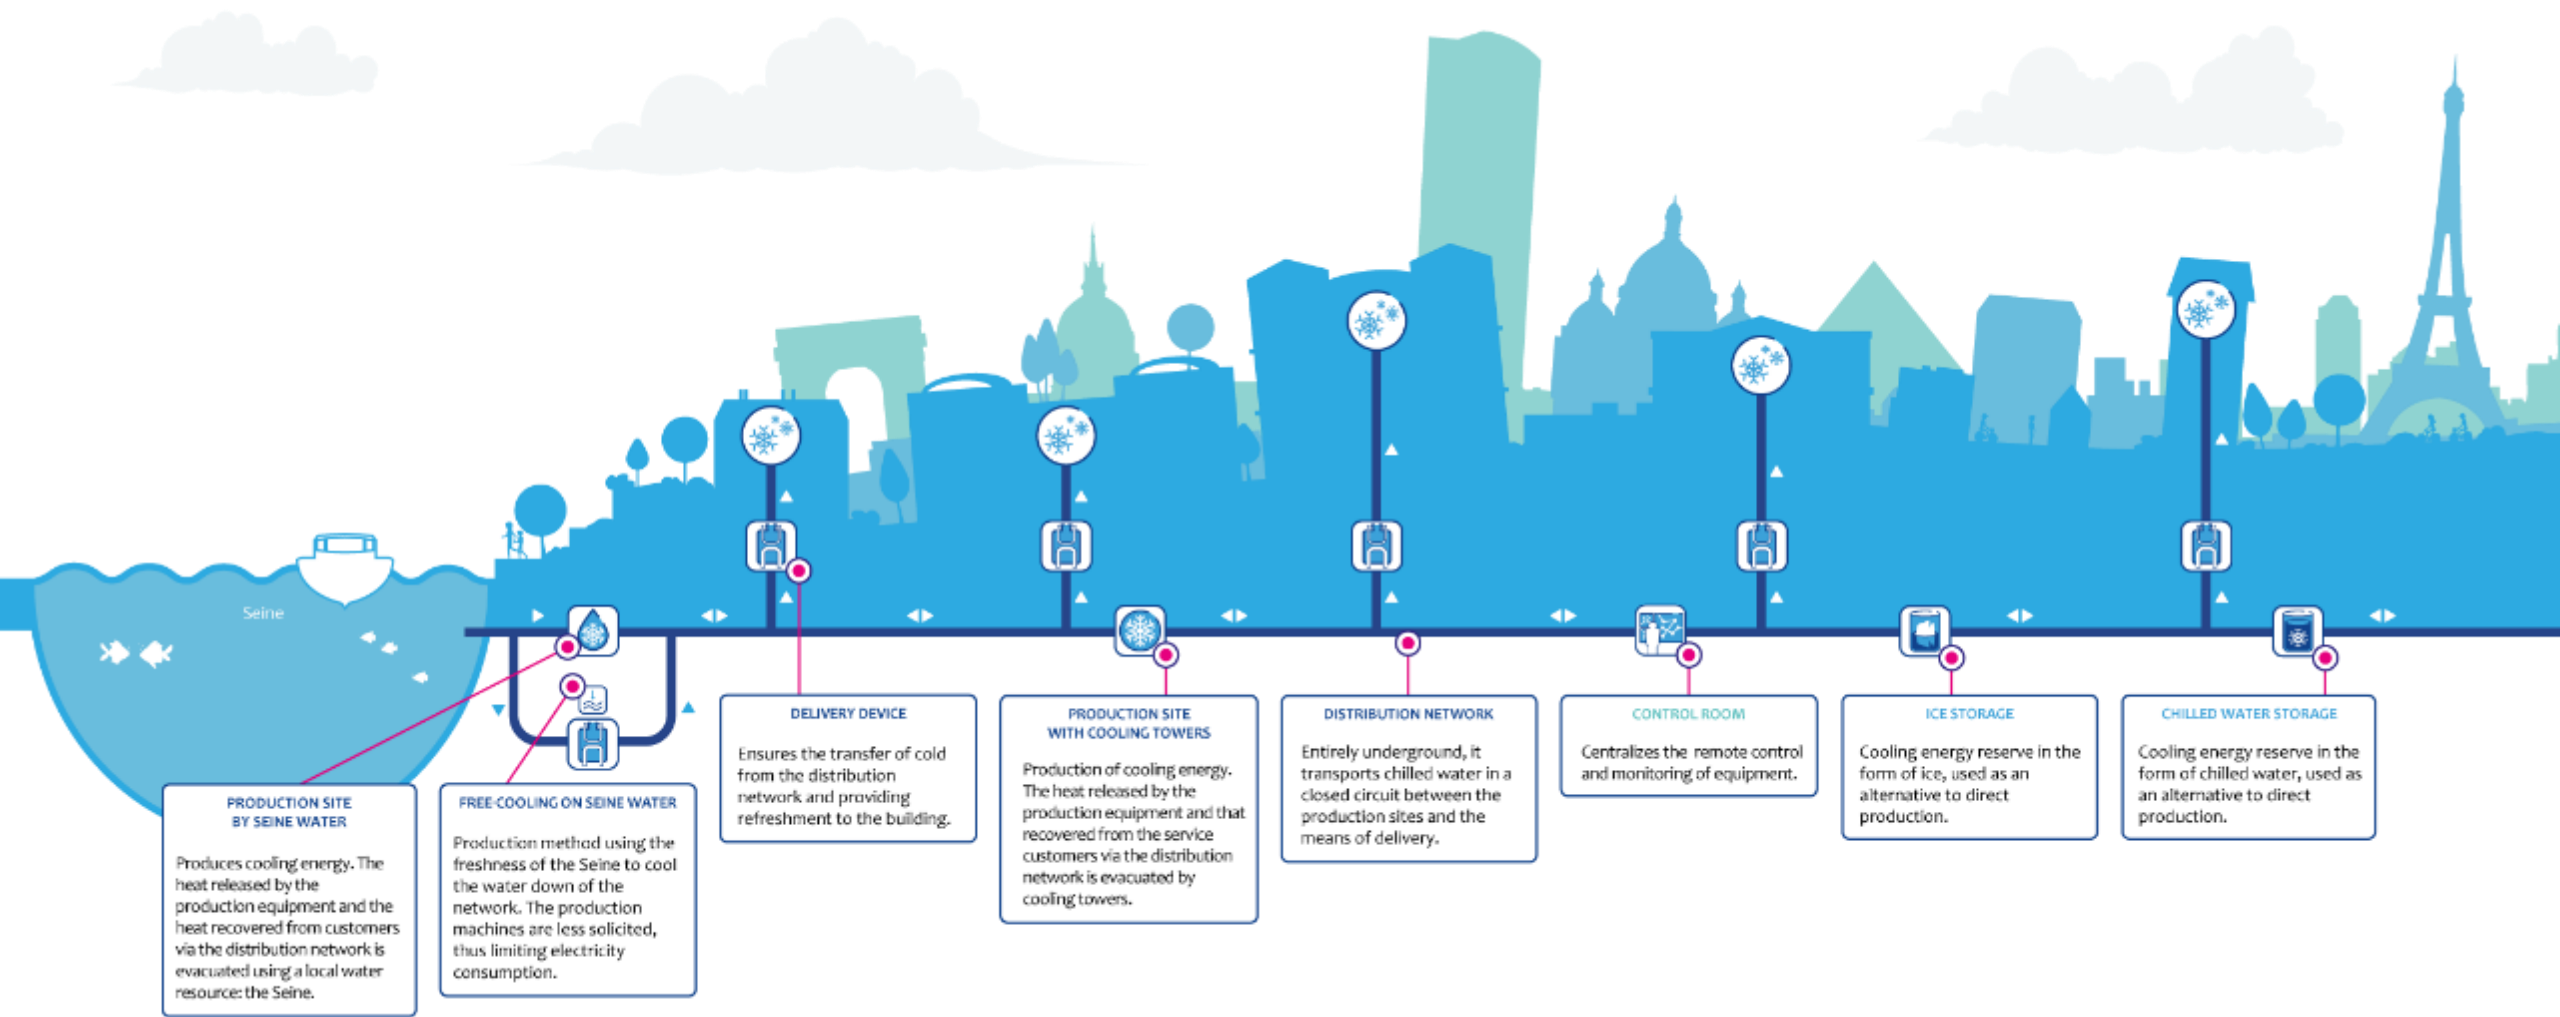 Seine
PRODUCTION SITE
BY SEINE WATER
Produces cooling energy. The
heat released by the
production equipment and the
heat recovered from customers
via the distribution network is
evacuated using a local water
resource: the Seine.
FREE-COOLING ON SEINE WATER
Production method using the
freshness of the Seine to cool
the water down of the
network. The production
machines are less solicited,
thus limiting electricity
consumption.
DELIVERY DEVICE
Ensures the transfer of cold
from the distribution
network and providing
refreshment to the building.
PRODUCTION SITE
WITH COOLING TOWERS
Production of cooling energy.
The heat released by the
production equipment and that
recovered from the service
customers via the distribution
network is evacuated by
cooling towers.
DISTRIBUTION NETWORK
Entirely underground, it
transports chilled water in a
closed circuit between the
production sites and the
means of delivery.
CONTROL ROOM
Centralizes the remote control
and monitoring of equipment.
ICE STORAGE
Cooling energy reserve in the
form of ice, used as an
alternative to direct
production.
CHILLED WATER STORAGE
Cooling energy reserve in the
form of chilled water, used as
an alternative to direct
production.